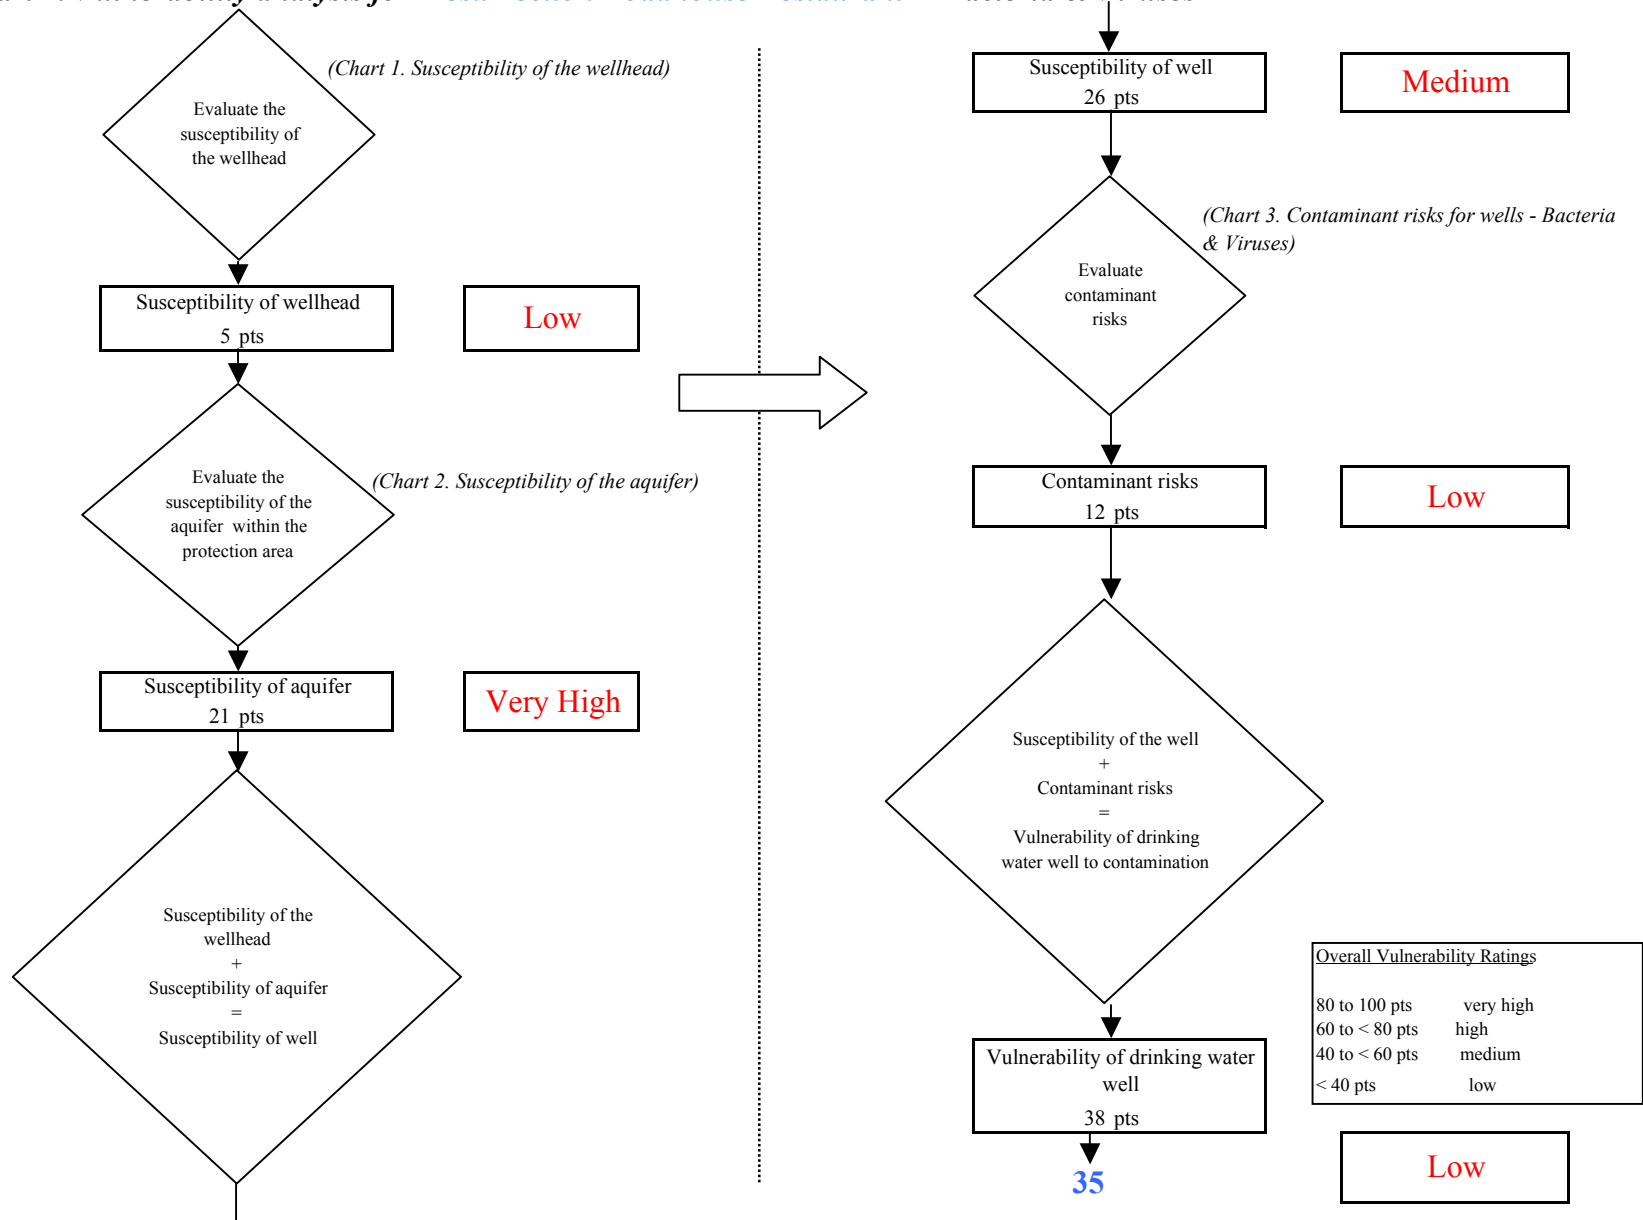 (Chart 1. Susceptibility of the wellhead)
Evaluate the
susceptibility of
the wellhead
Susceptibility of wellhead
5 pts
Low
(Chart 2. Susceptibility of the aquifer)
Evaluate the
susceptibility of the
aquifer within the
protection area
Susceptibility of aquifer
21 pts
Very High
Susceptibility of the
wellhead
+
Susceptibility of aquifer
=
Susceptibility of well
Susceptibility of well
26 pts
Medium
(Chart 3. Contaminant risks for wells - Bacteria
& Viruses)
Evaluate
contaminant
risks
Contaminant risks
12 pts
Low
Susceptibility of the well
+
Contaminant risks
=
Vulnerability of drinking
water well to contamination
Overall Vulnerability Ratings
80 to 100 pts very high
60 to < 80 pts high
40 to < 60 pts medium
< 40 pts low
Vulnerability of drinking water
well
38 pts
35
Low